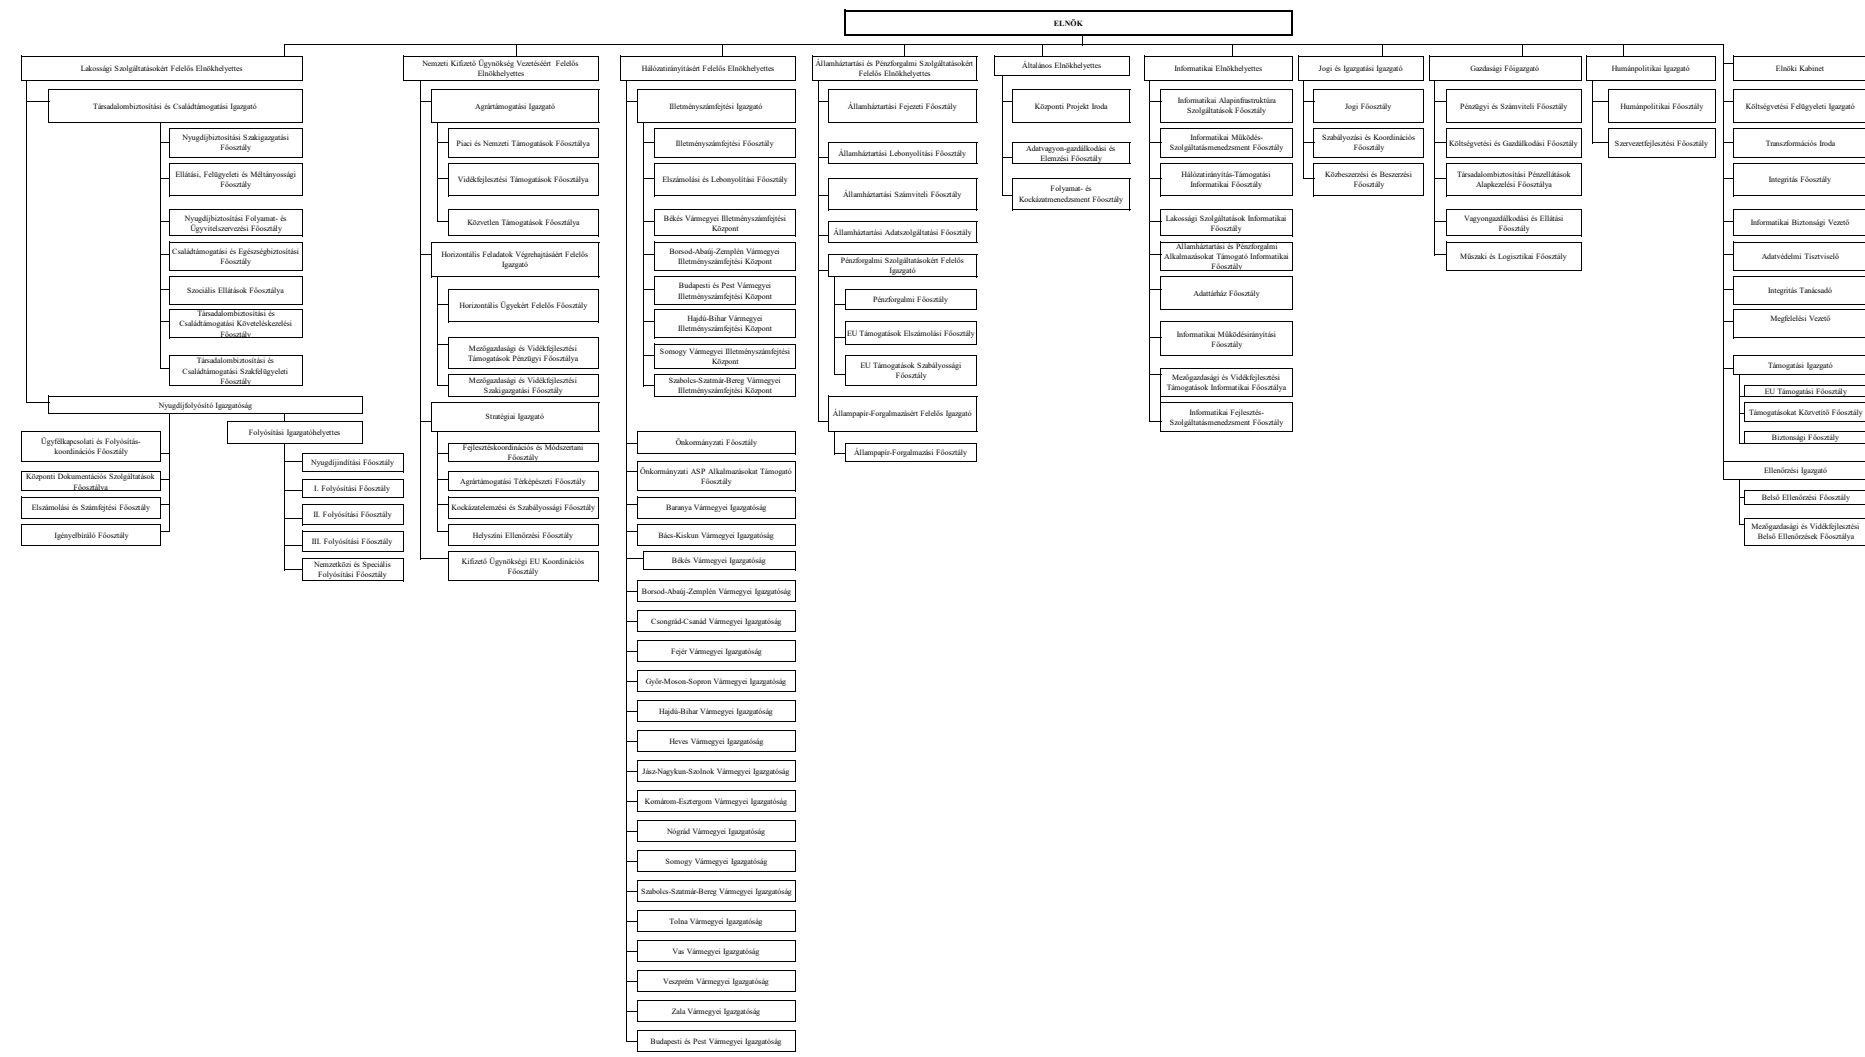 ELNÖK
Lakossági Szolgáltatásokért Felelős Elnökhelyettes
Társadalombiztosítási és Családtámogatási Igazgató
Nyugdíjbiztosítási Szakigazgatási
Főosztály
Ellátási, Felügyeleti és Méltányossági
Főosztály
Nyugdíjbiztosítási Folyamat- és
Ügyvitelszervezési Főosztály
Családtámogatási és Egészségbiztosítási
Főosztály
Szociális Ellátások Főosztálya
Társadalombiztosítási és
Családtámogatási Követeléskezelési
Főosztály
Társadalombiztosítási és
Családtámogatási Szakfelügyeleti
Főosztály
Nyugdíjfolyósító Igazgatóság
Ügyfélkapcsolati és Folyósítás-
koordinációs Főosztály
Központi Dokumentációs Szolgáltatások
Főosztálya
Elszámolási és Számfejtési Főosztály
Igényelbíráló Főosztály
Folyósítási Igazgatóhelyettes
Nyugdíjindítási Főosztály
I. Folyósítási Főosztály
II. Folyósítási Főosztály
III. Folyósítási Főosztály
Nemzetközi és Speciális
Folyósítási Főosztály
Nemzeti Kifizető Ügynökség Vezetéséért Felelős
Elnökhelyettes
Agrártámogatási Igazgató
Piaci és Nemzeti Támogatások Főosztálya
Vidékfejlesztési Támogatások Főosztálya
Közvetlen Támogatások Főosztálya
Horizontális Feladatok Végrehajtásáért Felelős
Igazgató
Horizontális Ügyekért Felelős Főosztály
Mezőgazdasági és Vidékfejlesztési
Támogatások Pénzügyi Főosztálya
Mezőgazdasági és Vidékfejlesztési
Szakigazgatási Főosztály
Stratégiai Igazgató
Fejlesztéskoordinációs és Módszertani
Főosztály
Agrártámogatási Térképészeti Főosztály
Kockázatelemzési és Szabályossági Főosztály
Helyszíni Ellenőrzési Főosztály
Kifizető Ügynökségi EU Koordinációs
Főosztály
Hálózatirányításért Felelős Elnökhelyettes
Illetményszámfejtési Igazgató
Illetményszámfejtési Főosztály
Elszámolási és Lebonyolítási Főosztály
Békés Vármegyei Illetményszámfejtési
Központ
Borsod-Abaúj-Zemplén Vármegyei
Illetményszámfejtési Központ
Budapesti és Pest Vármegyei
Illetményszámfejtési Központ
Hajdú-Bihar Vármegyei
Illetményszámfejtési Központ
Somogy Vármegyei Illetményszámfejtési
Központ
Szabolcs-Szatmár-Bereg Vármegyei
Illetményszámfejtési Központ
Önkormányzati Főosztály
Önkormányzati ASP Alkalmazásokat Támogató
Főosztály
Baranya Vármegyei Igazgatóság
Bács-Kiskun Vármegyei Igazgatóság
Békés Vármegyei Igazgatóság
Borsod-Abaúj-Zemplén Vármegyei Igazgatóság
Csongrád-Csanád Vármegyei Igazgatóság
Fejér Vármegyei Igazgatóság
Győr-Moson-Sopron Vármegyei Igazgatóság
Hajdú-Bihar Vármegyei Igazgatóság
Heves Vármegyei Igazgatóság
Jász-Nagykun-Szolnok Vármegyei Igazgatóság
Komárom-Esztergom Vármegyei Igazgatóság
Nógrád Vármegyei Igazgatóság
Somogy Vármegyei Igazgatóság
Szabolcs-Szatmár-Bereg Vármegyei Igazgatóság
Tolna Vármegyei Igazgatóság
Vas Vármegyei Igazgatóság
Veszprém Vármegyei Igazgatóság
Zala Vármegyei Igazgatóság
Budapesti és Pest Vármegyei Igazgatóság
Államháztartási és Pénzforgalmi Szolgáltatásokért
Felelős Elnökhelyettes
Államháztartási Fejezeti Főosztály
Államháztartási Lebonyolítási Főosztály
Államháztartási Számviteli Főosztály
Államháztartási Adatszolgáltatási Főosztály
Pénzforgalmi Szolgáltatásokért Felelős
Igazgató
Pénzforgalmi Főosztály
EU Támogatások Elszámolási Főosztály
EU Támogatások Szabályossági
Főosztály
Állampapír-Forgalmazásért Felelős Igazgató
Állampapír-Forgalmazási Főosztály
Általános Elnökhelyettes
Központi Projekt Iroda
Adatvagyon-gazdálkodási és
Elemzési Főosztály
Folyamat- és
Kockázatmenedzsment Főosztály
Informatikai Elnökhelyettes
Informatikai Alapinfrastruktúra
Szolgáltatások Főosztály
Informatikai Működés-
Szolgáltatásmenedzsment Főosztály
Hálózatirányítás-Támogatási
Informatikai Főosztály
Lakossági Szolgáltatások Informatikai
Főosztály
Államháztartási és Pénzforgalmi
Alkalmazásokat Támogató Informatikai
Főosztály
Adattárház Főosztály
Informatikai Működésirányítási
Főosztály
Mezőgazdasági és Vidékfejlesztési
Támogatások Informatikai Főosztálya
Informatikai Fejlesztés-
Szolgáltatásmenedzsment Főosztály
Jogi és Igazgatási Igazgató
Jogi Főosztály
Szabályozási és Koordinációs
Főosztály
Közbeszerzési és Beszerzési
Főosztály
Gazdasági Főigazgató
Pénzügyi és Számviteli Főosztály
Költségvetési és Gazdálkodási Főosztály
Társadalombiztosítási Pénzellátások
Alapkezelési Főosztálya
Vagyongazdálkodási és Ellátási
Főosztály
Műszaki és Logisztikai Főosztály
Humánpolitikai Igazgató
Humánpolitikai Főosztály
Szervezetfejlesztési Főosztály
Elnöki Kabinet
Költségvetési Felügyeleti Igazgató
Transzformációs Iroda
Integritás Főosztály
Informatikai Biztonsági Vezető
Adatvédelmi Tisztviselő
Integritás Tanácsadó
Megfelelési Vezető
Támogatási Igazgató
EU Támogatási Főosztály
Támogatásokat Közvetítő Főosztály
Biztonsági Főosztály
Ellenőrzési Igazgató
Belső Ellenőrzési Főosztály
Mezőgazdasági és Vidékfejlesztési
Belső Ellenőrzések Főosztálya